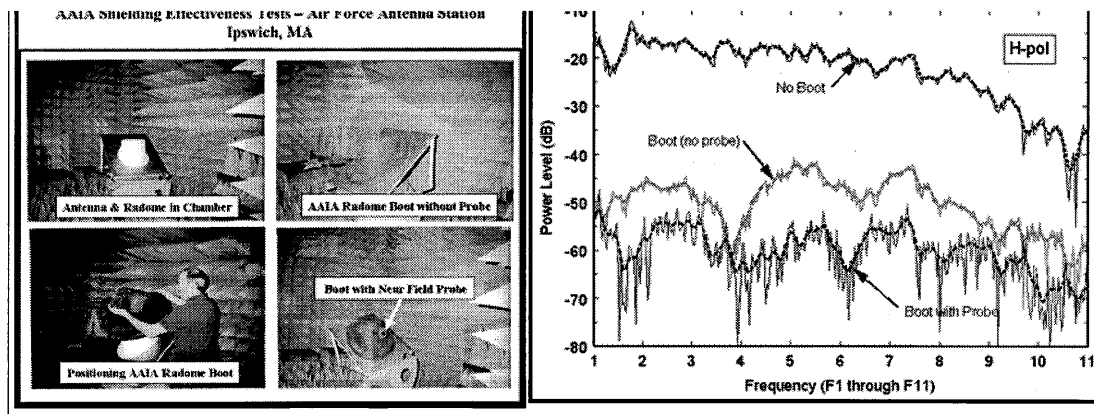 AAIA Shielding Effectiveness Tests – Air Force Antenna Station
Ipswich, MA
Antenna & Radome in Chamber
AAIA Radome Boot without Probe
Positioning AAIA Radome Boot
Boot with Near Field Probe
-10
-20
-30
-40
-50
-60
-70
-80
Power Level (dB)
H-pol
No Boot
Boot (no probe)
Boot with Probe
1 2 3 4 5 6 7 8 9 10 11
Frequency (F1 through F11)